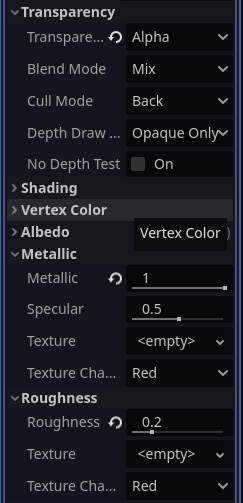 Transparency
Transpare... Alpha
Blend Mode Mix
Cull Mode Back
Depth Draw ... Opaque Only
No Depth Test On
Shading
Vertex Color
Albedo
Vertex Color
Metallic
Metallic 1
Specular 0.5
Texture <empty>
Texture Cha... Red
Roughness
Roughness 0.2
Texture <empty>
Texture Cha... Red